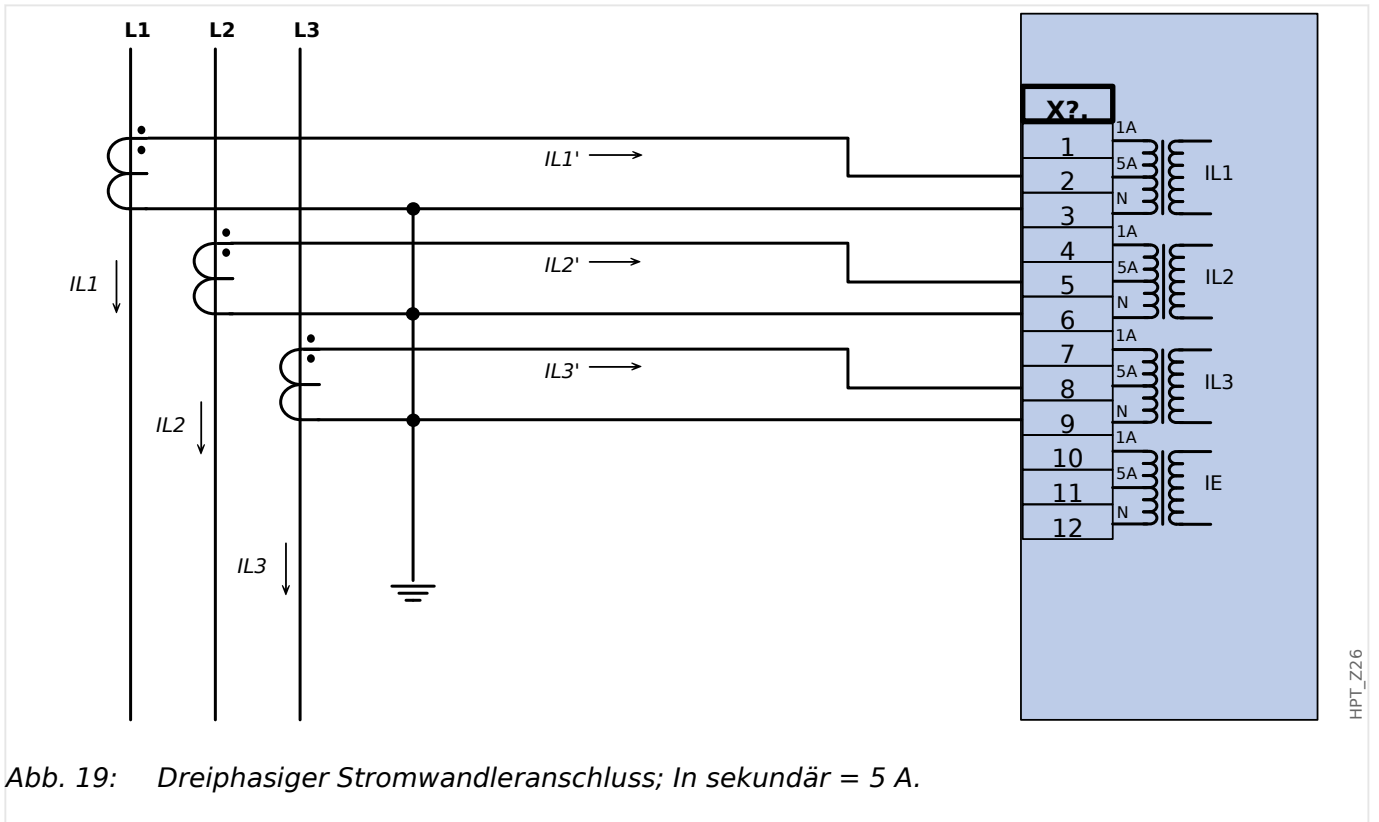 L1 L2 L3
X?.
1A
1
IL1'
5A
IL1
2
N
3
1A
4
IL2'
5A
IL2
IL1
5
N
6
1A
7
IL3'
5A
IL3
8
N
IL2
9
1A
10
5A
IE
11
N
12
IL3
HPT_Z26
Abb. 19: Dreiphasiger Stromwandleranschluss; In sekundär = 5 A.